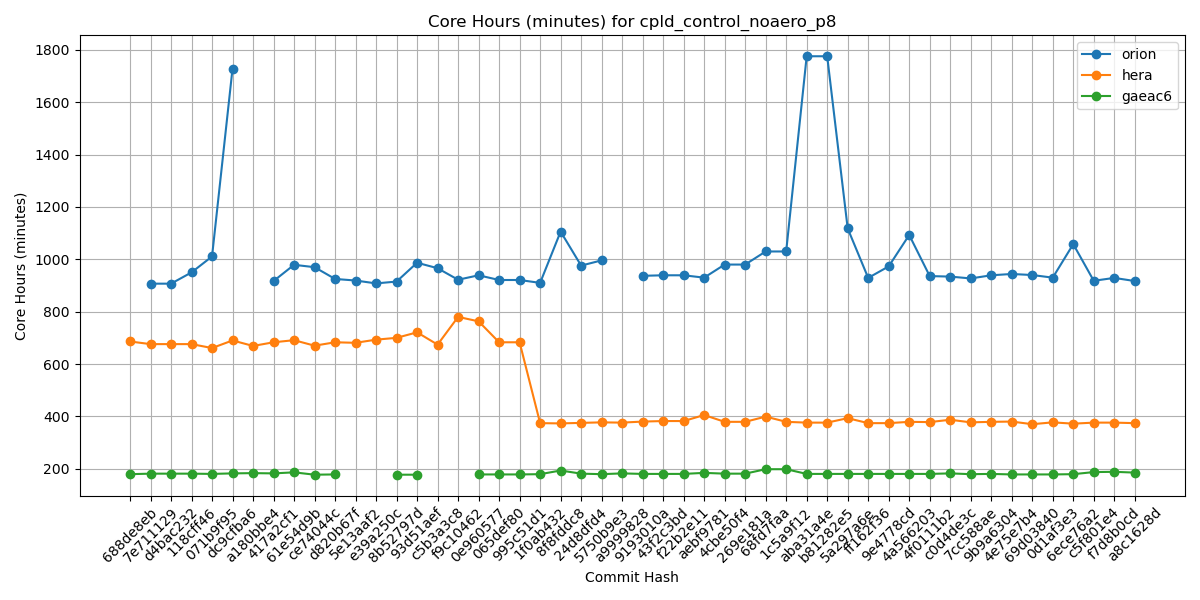 Core Hours (minutes) for cpld_control_noaero_p8
orion
hera
gaeac6
Core Hours (minutes)
1800
1600
1400
1200
1000
800
600
400
200
688de8eb
7e711129
d4bac232
118cff46
071b9f95
dc9cfba6
a180bbe4
417a2cf1
61e54d9b
ce74044c
d820b67f
5e13aaf2
e39a250c
8b52797d
93d51aef
c5b3a3c8
f9c10462
0e960577
065def80
995c51d1
1f0ab432
8f8fddc8
24d8dfd4
5750b9e3
a9999828
9193010a
43f2c3bd
f22b2e11
aebf9781
4cbe50f4
269e181a
68fd7faa
1c5a9f12
aba31a4e
b81282e5
5a297a6e
ff162f36
9e4778cd
4a566203
4f0111b2
c0d4de3c
7cc588ae
9b9a6304
4e75e7b4
69d03840
0d1af3e3
6ece76a2
c5f801e4
f7d8b0cd
a8c1628d
Commit Hash